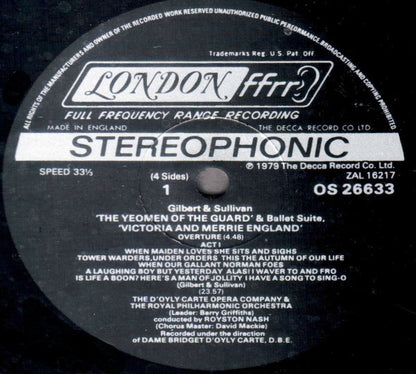 ALL RIGHTS OF THE MANUFACTURERS AND OWNER OF THE RECORDED WORK RESERVED UNAUTHORIZED PUBLIC PERFORMANCE BROADCASTING AND COPYING PROHIBITED
Trademarks Reg. U.S. Pat. Off.
LONDON ffrr
FULL FREQUENCY RANGE RECORDING
MADE IN ENGLAND THE DECCA RECORD CO. LTD.
STEREOPHONIC
SPEED 33⅓ (4 Sides) ℗ 1979 The Decca Record Co. Ltd.
ZAL 16217
1 OS 26633
Gilbert & Sullivan
'THE YEOMEN OF THE GUARD' & Ballet Suite,
'VICTORIA AND MERRIE ENGLAND'
OVERTURE (4.48)
ACT I
WHEN MAIDEN LOVES SHE SITS AND SIGHS
TOWER WARDERS, UNDER ORDERS THIS THE AUTUMN OF OUR LIFE
WHEN OUR GALLANT NORMAN FOES
A LAUGHING BOY BUT YESTERDAY ALAS! I WAVER TO AND FRO
IS LIFE A BOON? HERE'S A MAN OF JOLLITY I HAVE A SONG TO SING-O
(Gilbert & Sullivan)
(23.57)
THE D'OYLY CARTE OPERA COMPANY &
THE ROYAL PHILHARMONIC ORCHESTRA
(Leader: Barry Griffiths)
conducted by ROYSTON NASH
(Chorus Master: David Mackie)
Recorded under the direction
of DAME BRIDGET D'OYLY CARTE, D.B.E.